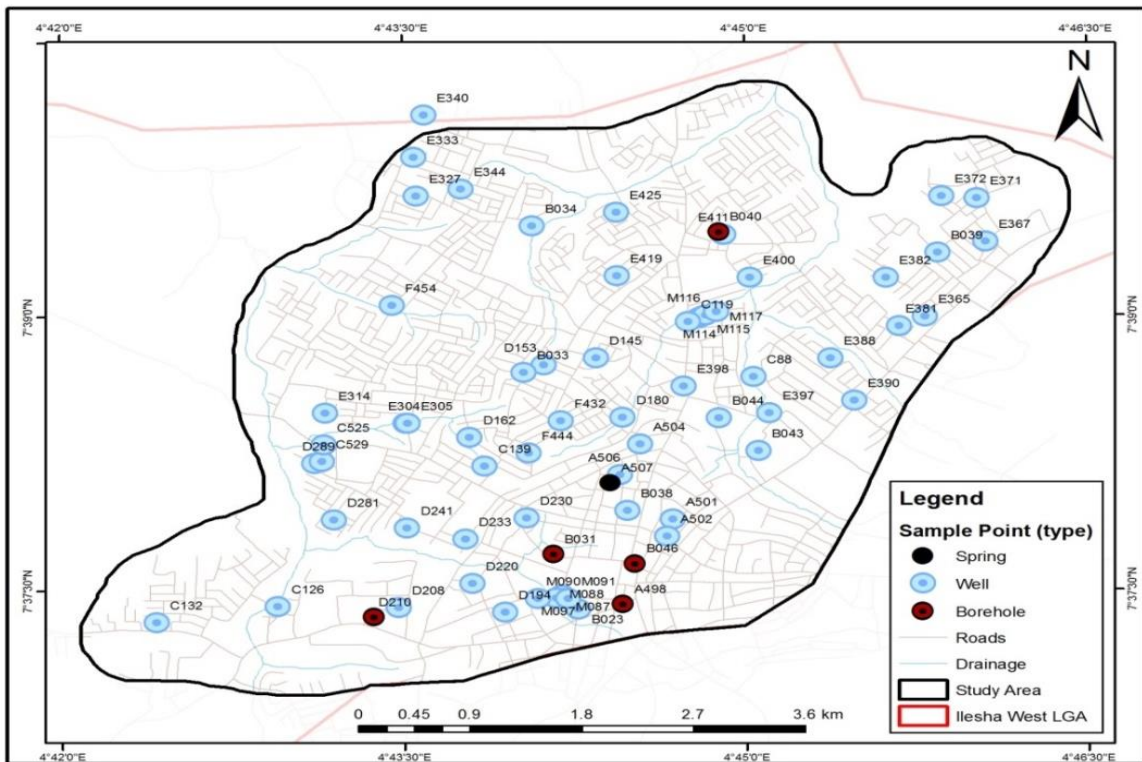 4°42'0"E 4°43'30"E 4°45'0"E 4°46'30"E
N
E340
E333
E327 E344
E372 E371
B034 E425
E411 B040
E367
B039
E419 E400 E382
F454
M116 C119
M117
M114 M115
E381 E365
7°39'0"N 7°39'0"N
D153 B033 D145
E388
E398 C88
E390
E314 E304 E305
D162 F432 D180 B044 E397
C525
D289 C529
C139 F444 A504 B043
A506
A507
D281 D241 D233 D230 B038 A501
A502
B031 B046
D220
M090 M091
C132 C126 D210 D208 D194 M088 A498
M097 M087
B023
7°37'30"N 7°37'30"N
Legend
Sample Point (type)
Spring
Well
Borehole
Roads
Drainage
Study Area
Ilesha West LGA
0 0.45 0.9 1.8 2.7 3.6 km
4°42'0"E 4°43'30"E 4°45'0"E 4°46'30"E